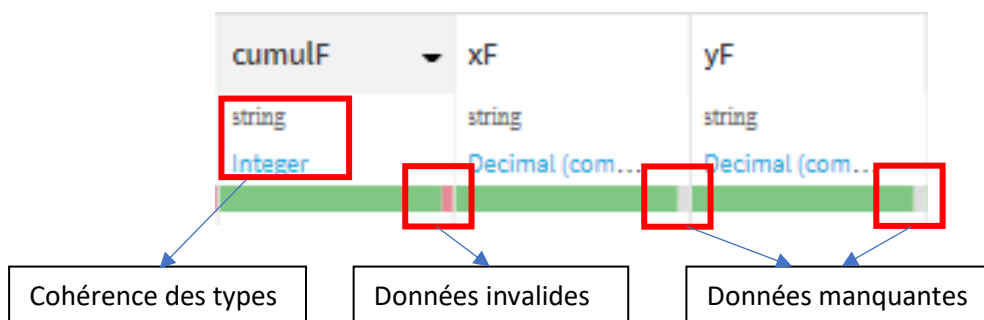 cumulF xF yF
string string string
Integer Decimal (com... Decimal (com...
Cohérence des types Données invalides Données manquantes